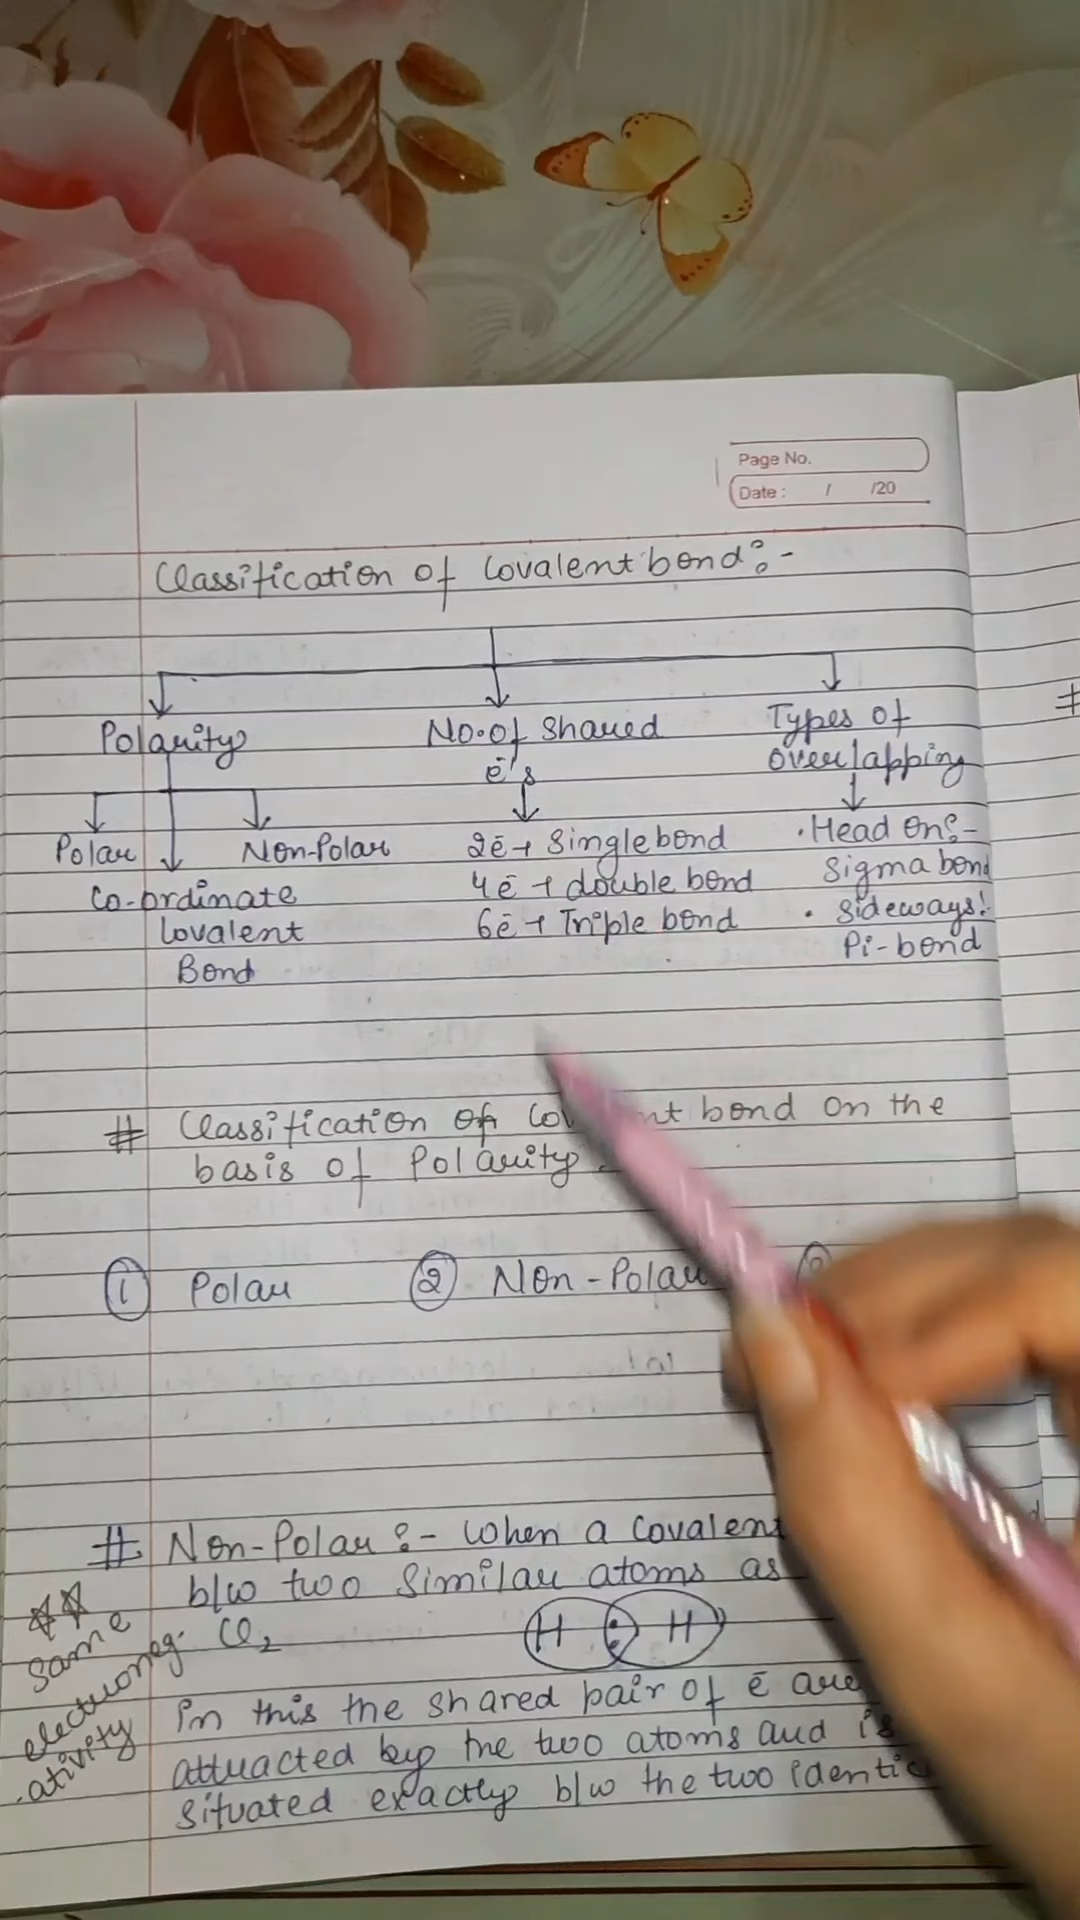 Page No.
Date : / /20
Classification of Covalent bond:-
Polarity No. of Shared Types of
ē's overlapping
Polar Non-Polar 2ē → Single bond • Head On:-
Co-ordinate 4ē → double bond Sigma bond
Covalent 6ē → Triple bond • Sideways:
Bond Pi-bond
# Classification of bond on the
basis of Polarity.
① Polar ② Non-Polar
# Non-Polar :- When a Covalent
b/w two Similar atoms as
Cl₂ H : H
in this the shared pair of ē are
attracted by the two atoms and is
situated exactly b/w the two
☆☆
Same
electroneg-
ativity
#